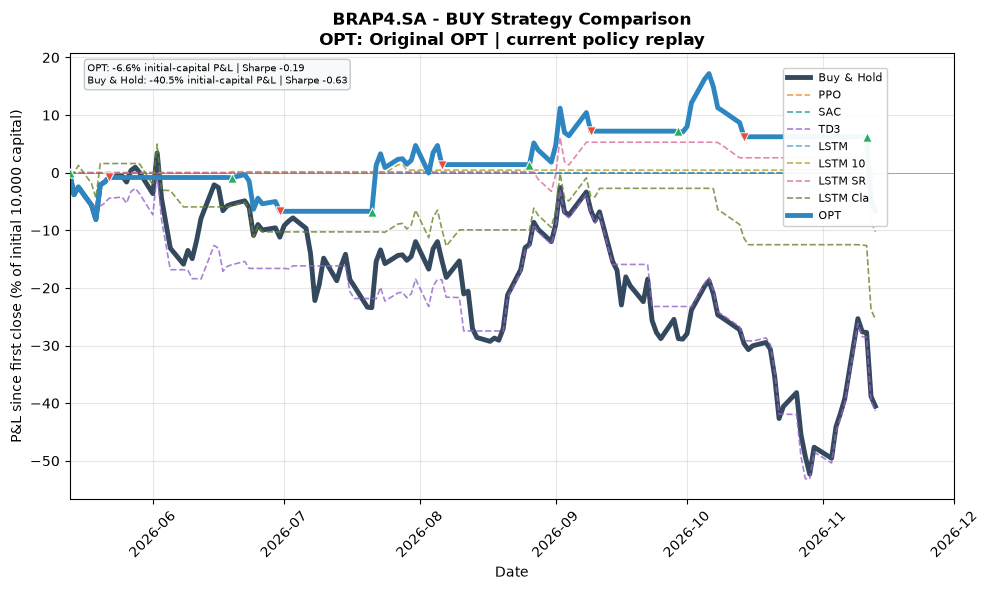 BRAP4.SA - BUY Strategy Comparison
OPT: Original OPT | current policy replay
OPT: -6.6% initial-capital P&L | Sharpe -0.19
Buy & Hold: -40.5% initial-capital P&L | Sharpe -0.63
Buy & Hold
PPO
SAC
TD3
LSTM
LSTM 10
LSTM SR
LSTM Cla
OPT
P&L since first close (% of initial 10,000 capital)
20
10
0
−10
−20
−30
−40
−50
2026-06
2026-07
2026-08
2026-09
2026-10
2026-11
2026-12
Date